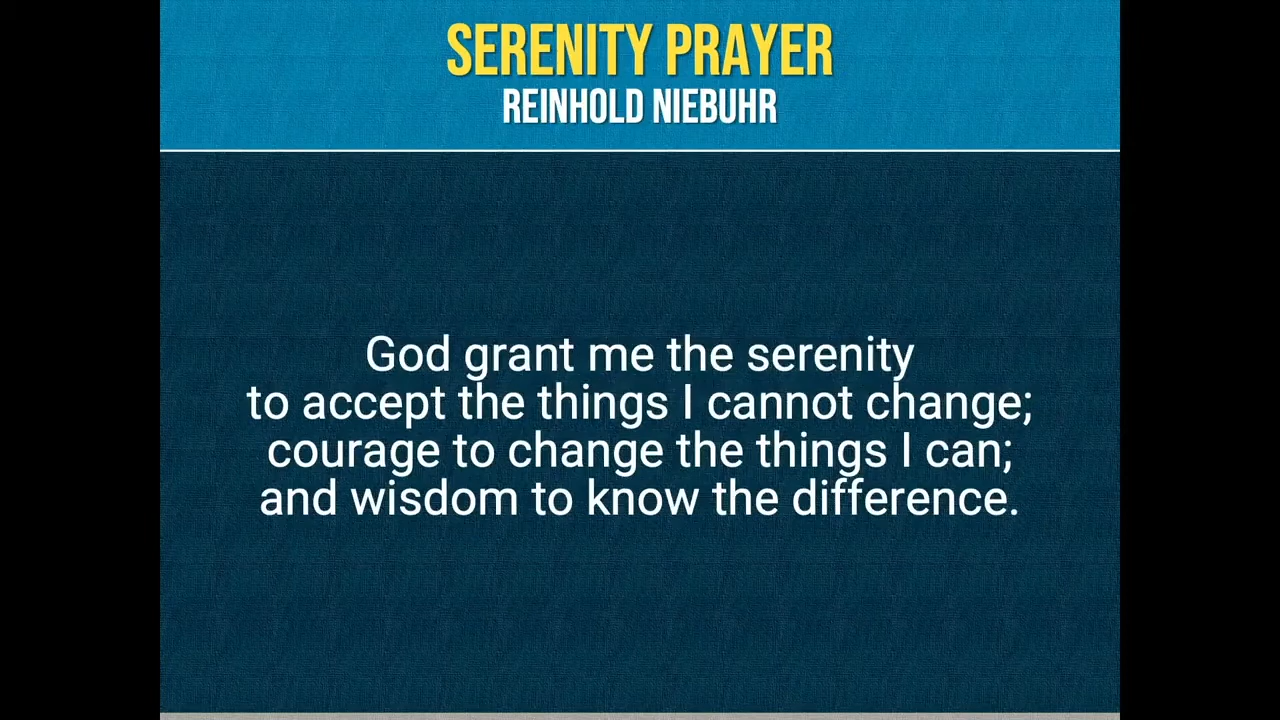 SERENITY PRAYER
REINHOLD NIEBUHR
God grant me the serenity
to accept the things I cannot change;
courage to change the things I can;
and wisdom to know the difference.